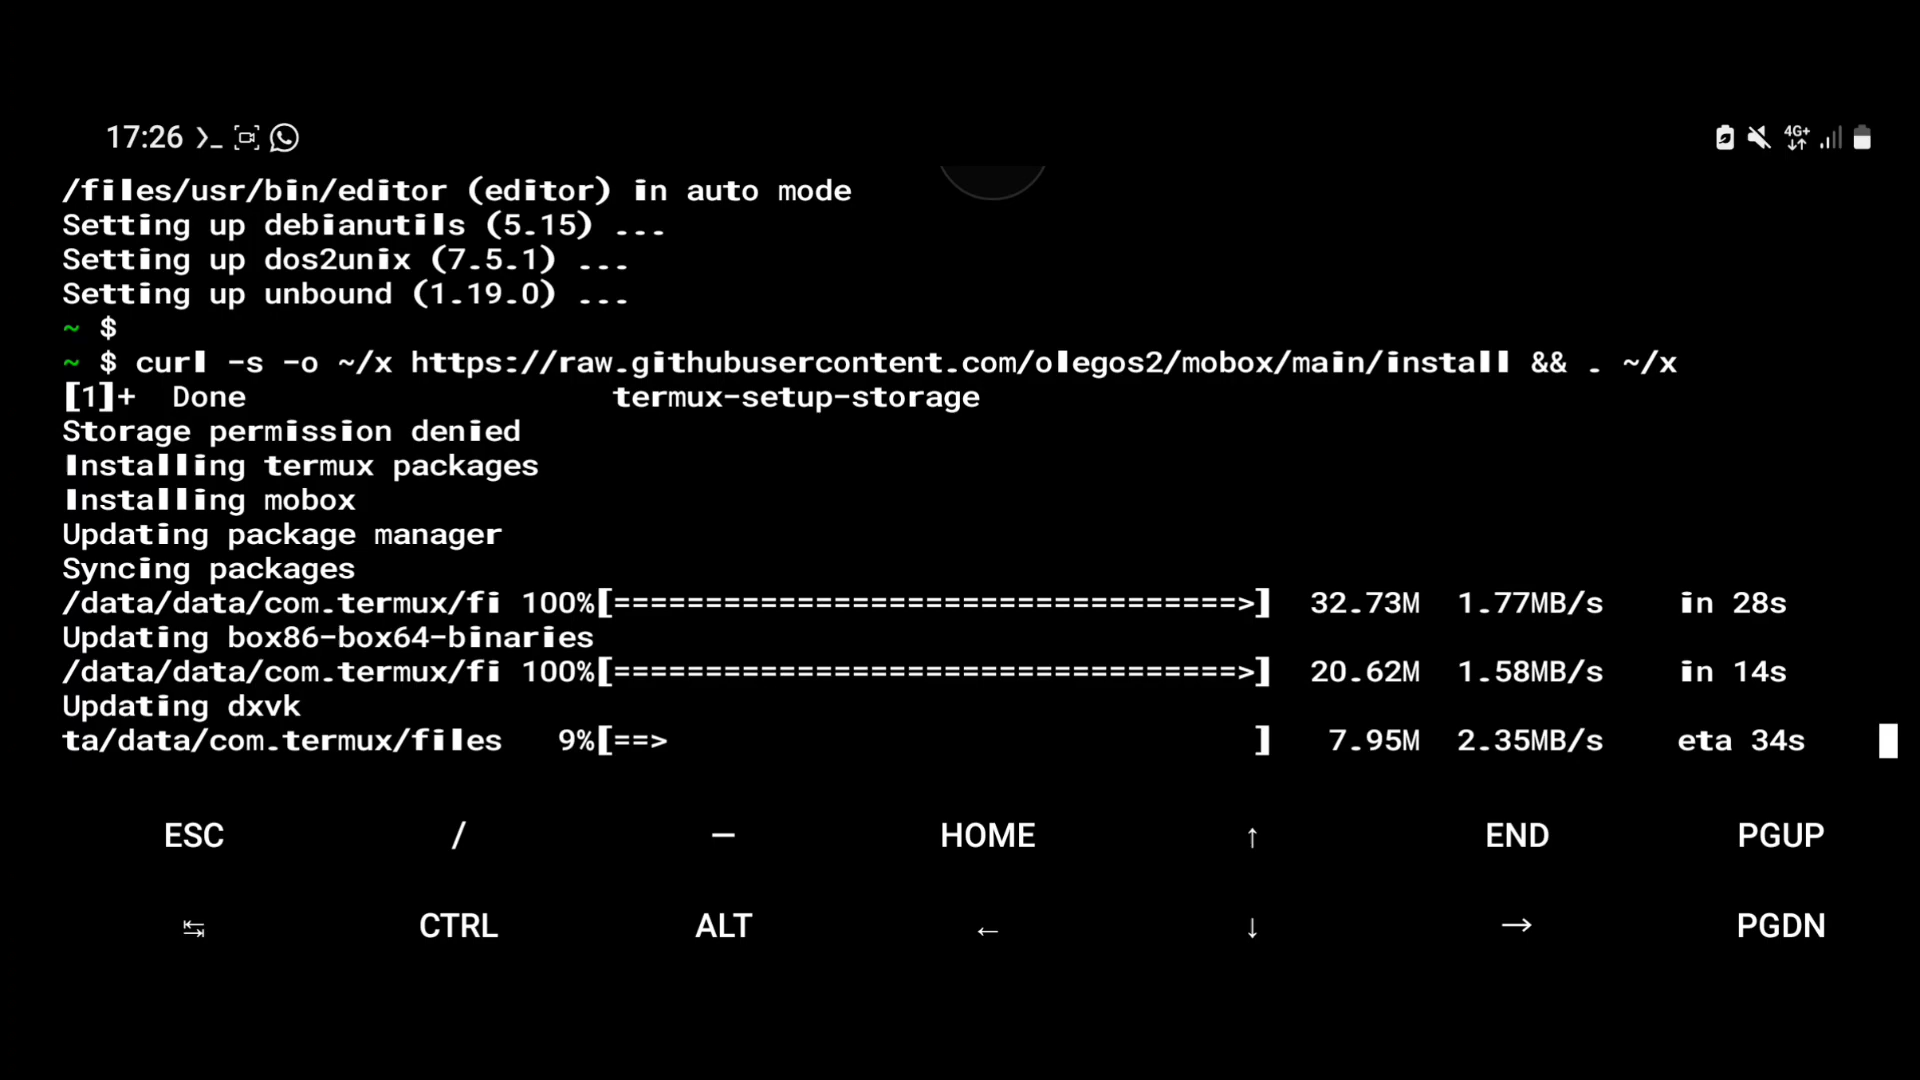 17:26 >_
4G+
/files/usr/bin/editor (editor) in auto mode
Setting up debianutils (5.15) ...
Setting up dos2unix (7.5.1) ...
Setting up unbound (1.19.0) ...
~ $
~ $ curl -s -o ~/x https://raw.githubusercontent.com/olegos2/mobox/main/install && . ~/x
[1]+  Done                    termux-setup-storage
Storage permission denied
Installing termux packages
Installing mobox
Updating package manager
Syncing packages
/data/data/com.termux/fi 100%[==================================>]  32.73M  1.77MB/s    in 28s
Updating box86-box64-binaries
/data/data/com.termux/fi 100%[==================================>]  20.62M  1.58MB/s    in 14s
Updating dxvk
ta/data/com.termux/files   9%[==>                                ]   7.95M  2.35MB/s    eta 34s
ESC / — HOME ↑ END PGUP
↹ CTRL ALT ← ↓ → PGDN